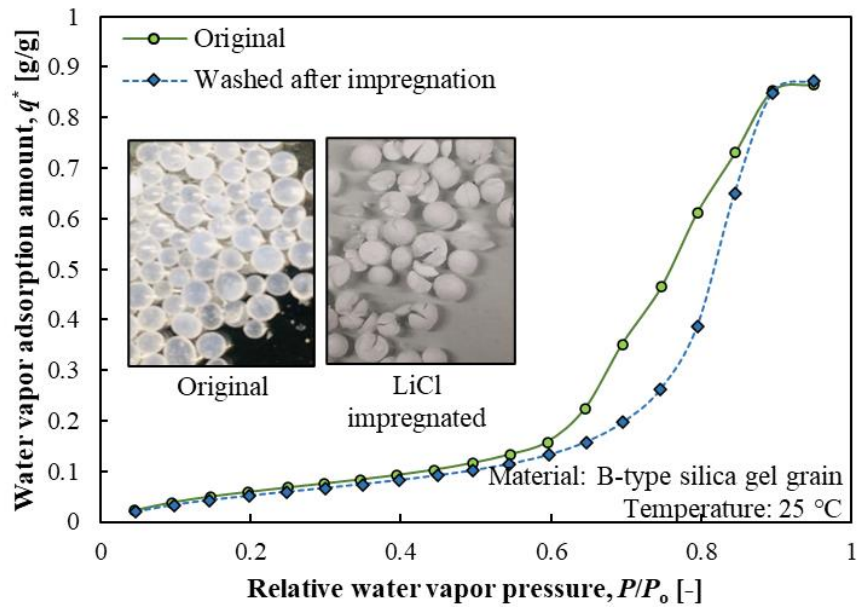 Water vapor adsorption amount, q* [g/g]
1
0.9
0.8
0.7
0.6
0.5
0.4
0.3
0.2
0.1
0
Original
Washed after impregnation
Original
LiCl
impregnated
Material: B-type silica gel grain
Temperature: 25 °C
0
0.2
0.4
0.6
0.8
1
Relative water vapor pressure, P/Po [-]